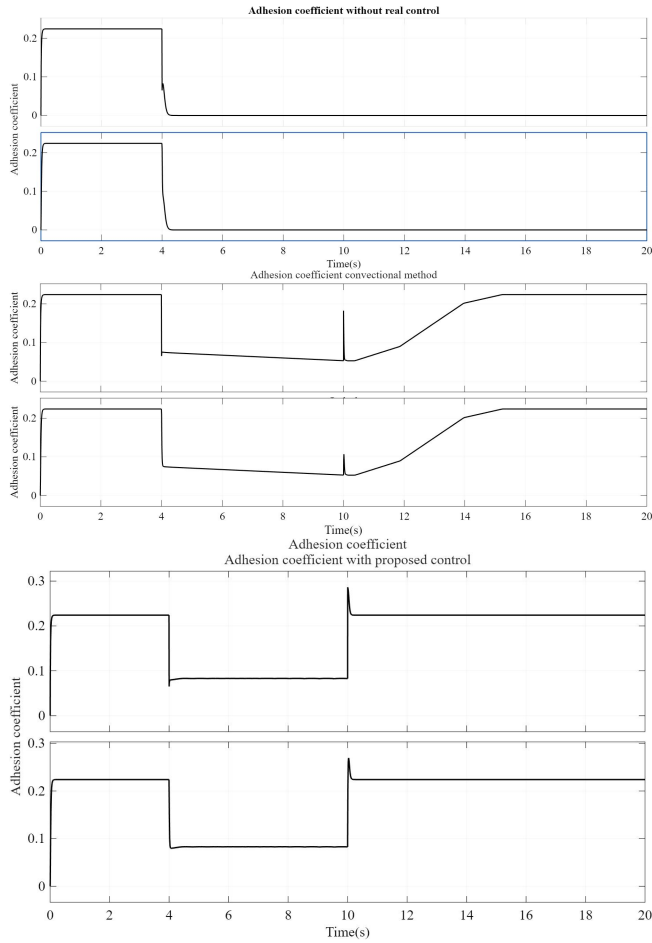 Adhesion coefficient without real control
0.2
0.1
0
Adhesion coefficient
0.2
0.1
0
0 2 4 6 8 10 12 14 16 18 20
Time(s)
Adhesion coefficient convectional method
Adhesion coefficient
0.2
0.1
0
Adhesion coefficient
0.2
0.1
0
0 2 4 6 8 10 12 14 16 18 20
Time(s)
Adhesion coefficient
Adhesion coefficient with proposed control
0.3
0.2
0.1
0
Adhesion coefficient
0.3
0.2
0.1
0
0 2 4 6 8 10 12 14 16 18 20
Time(s)